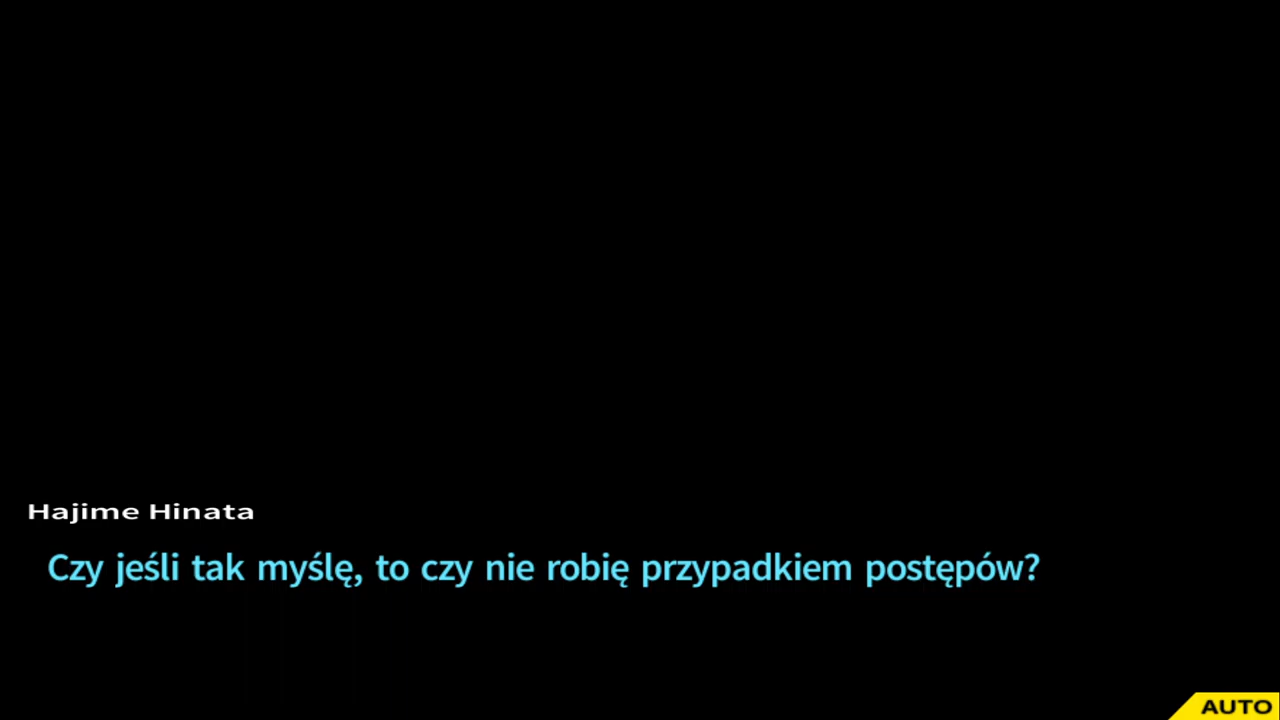 Hajime Hinata
Czy jeśli tak myślę, to czy nie robię przypadkiem postępów?
AUTO